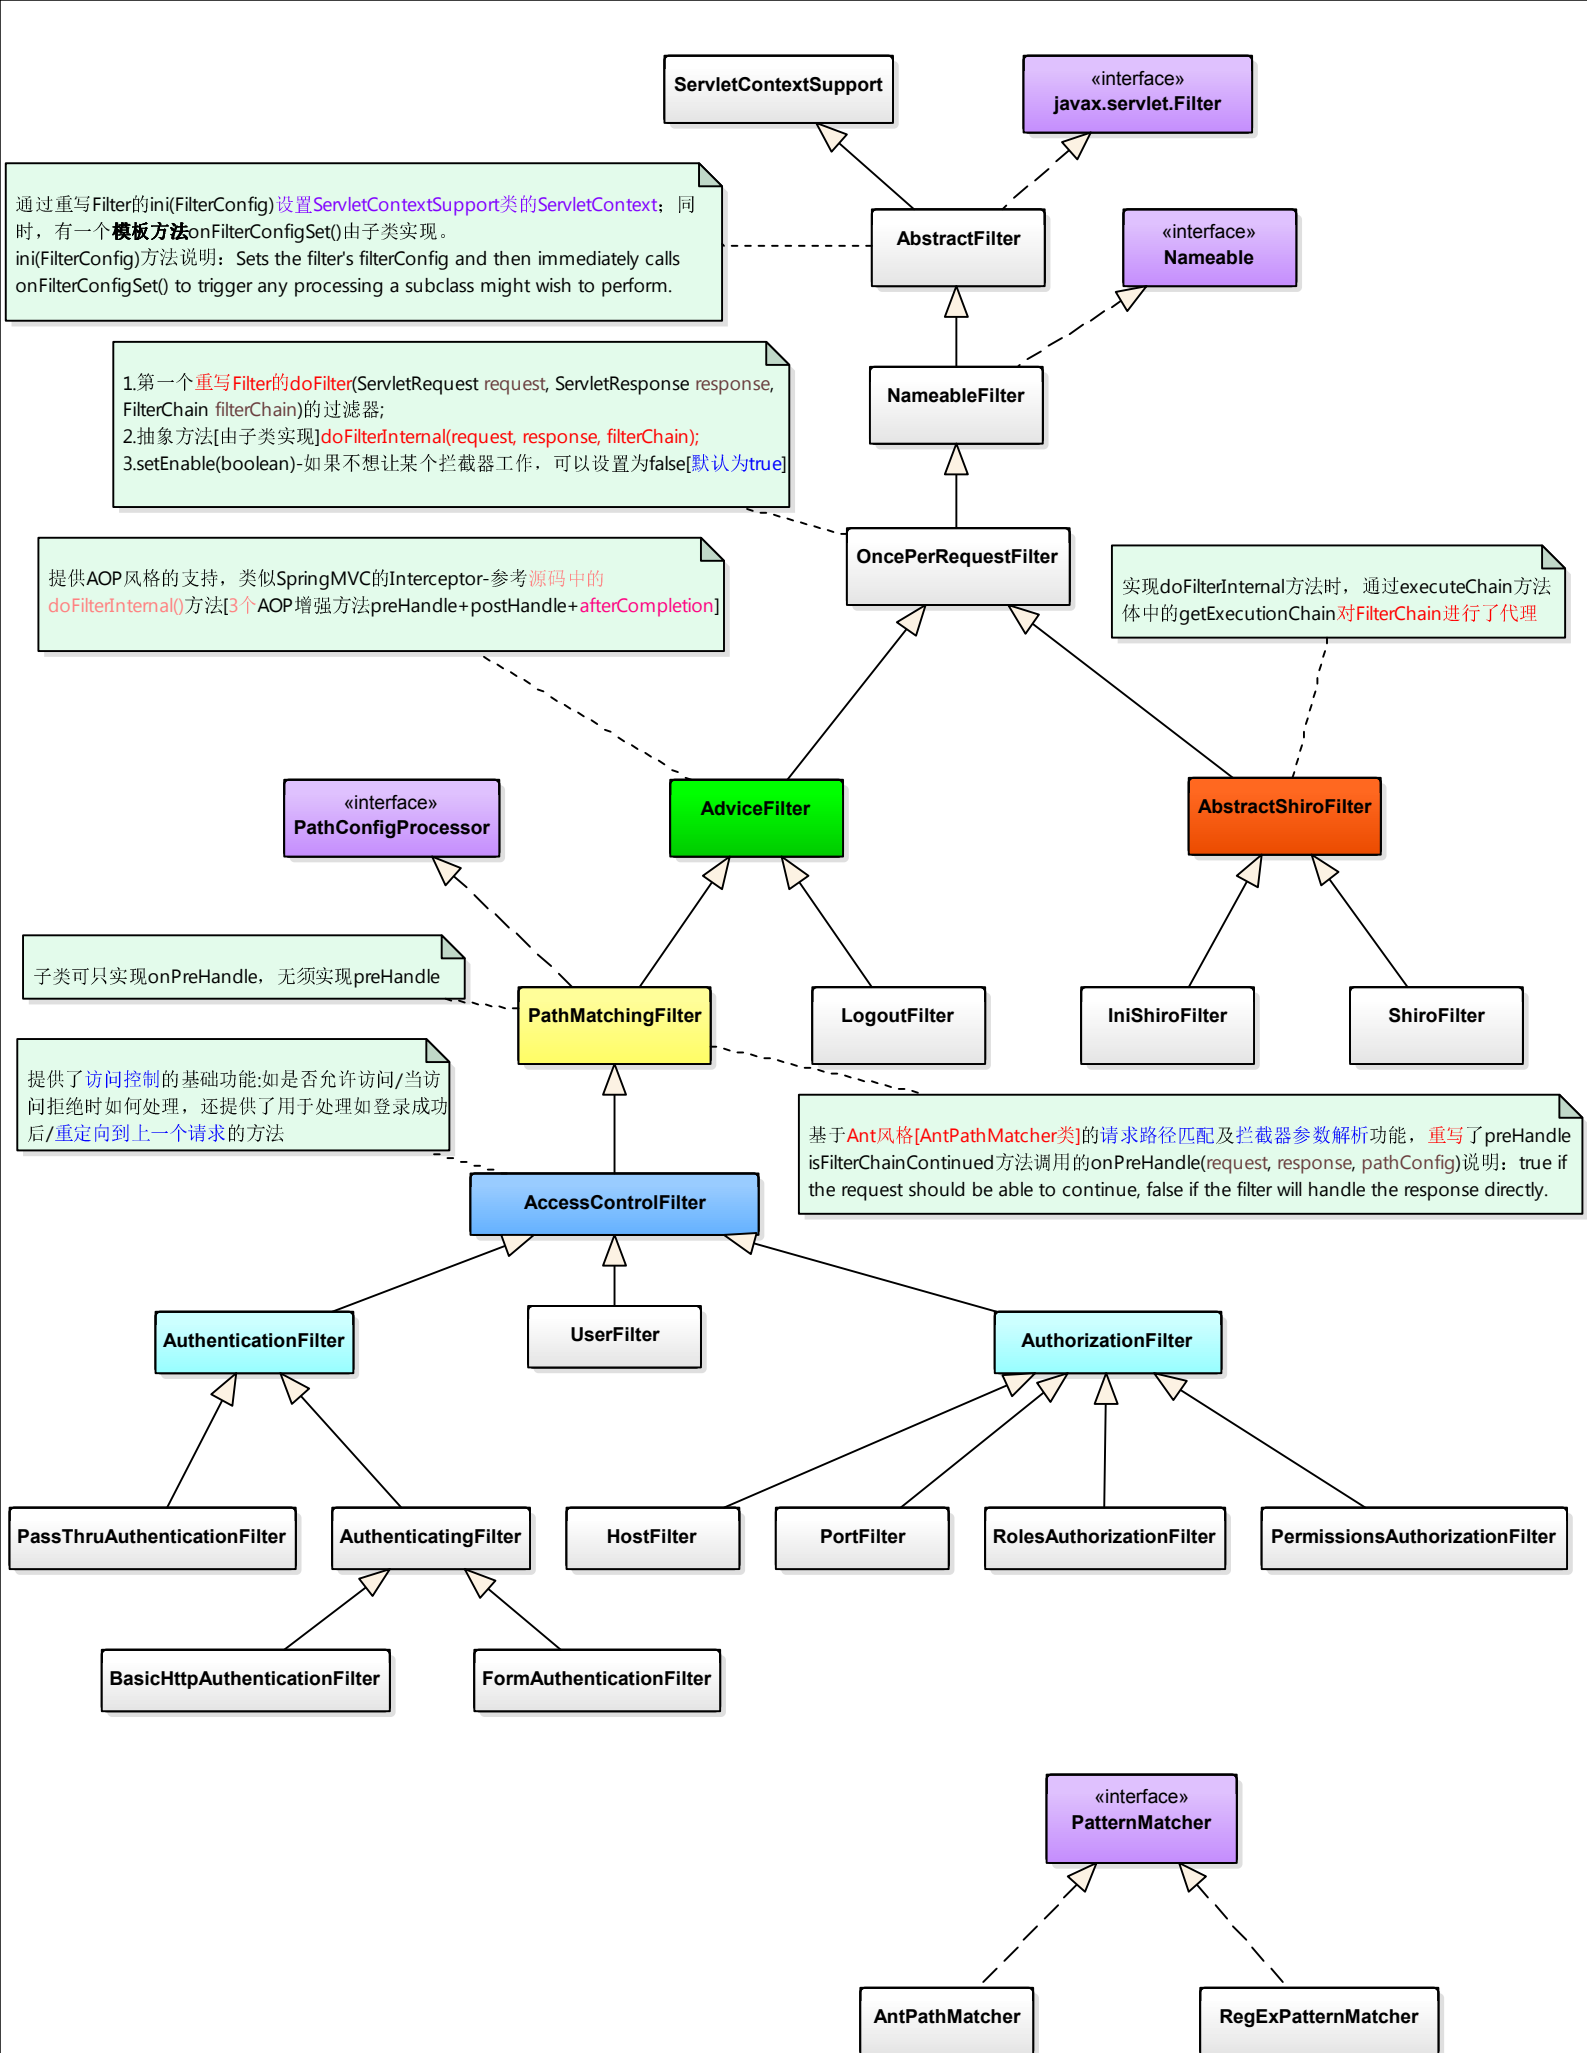 ServletContextSupport
«interface»
javax.servlet.Filter
通过重写Filter的ini(FilterConfig)设置ServletContextSupport类的ServletContext；同
时，有一个模板方法onFilterConfigSet()由子类实现。
ini(FilterConfig)方法说明：Sets the filter's filterConfig and then immediately calls
onFilterConfigSet() to trigger any processing a subclass might wish to perform.
AbstractFilter
«interface»
Nameable
1.第一个重写Filter的doFilter(ServletRequest request, ServletResponse response,
FilterChain filterChain)的过滤器;
2.抽象方法[由子类实现]doFilterInternal(request, response, filterChain);
3.setEnable(boolean)-如果不想让某个拦截器工作，可以设置为false[默认为true]
NameableFilter
OncePerRequestFilter
提供AOP风格的支持，类似SpringMVC的Interceptor-参考源码中的
doFilterInternal()方法[3个AOP增强方法preHandle+postHandle+afterCompletion]
实现doFilterInternal方法时，通过executeChain方法
体中的getExecutionChain对FilterChain进行了代理
«interface»
PathConfigProcessor
AdviceFilter
AbstractShiroFilter
子类可只实现onPreHandle，无须实现preHandle
PathMatchingFilter
LogoutFilter
IniShiroFilter
ShiroFilter
提供了访问控制的基础功能:如是否允许访问/当访
问拒绝时如何处理，还提供了用于处理如登录成功
后/重定向到上一个请求的方法
基于Ant风格[AntPathMatcher类]的请求路径匹配及拦截器参数解析功能，重写了preHandle
isFilterChainContinued方法调用的onPreHandle(request, response, pathConfig)说明：true if
the request should be able to continue, false if the filter will handle the response directly.
AccessControlFilter
AuthenticationFilter
UserFilter
AuthorizationFilter
PassThruAuthenticationFilter
AuthenticatingFilter
HostFilter
PortFilter
RolesAuthorizationFilter
PermissionsAuthorizationFilter
BasicHttpAuthenticationFilter
FormAuthenticationFilter
«interface»
PatternMatcher
AntPathMatcher
RegExPatternMatcher